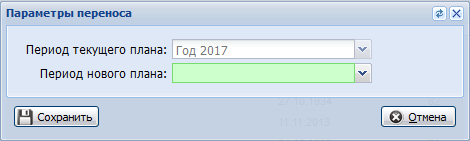 Параметры переноса
Период текущего плана: Год 2017
Период нового плана:
Сохранить Отмена